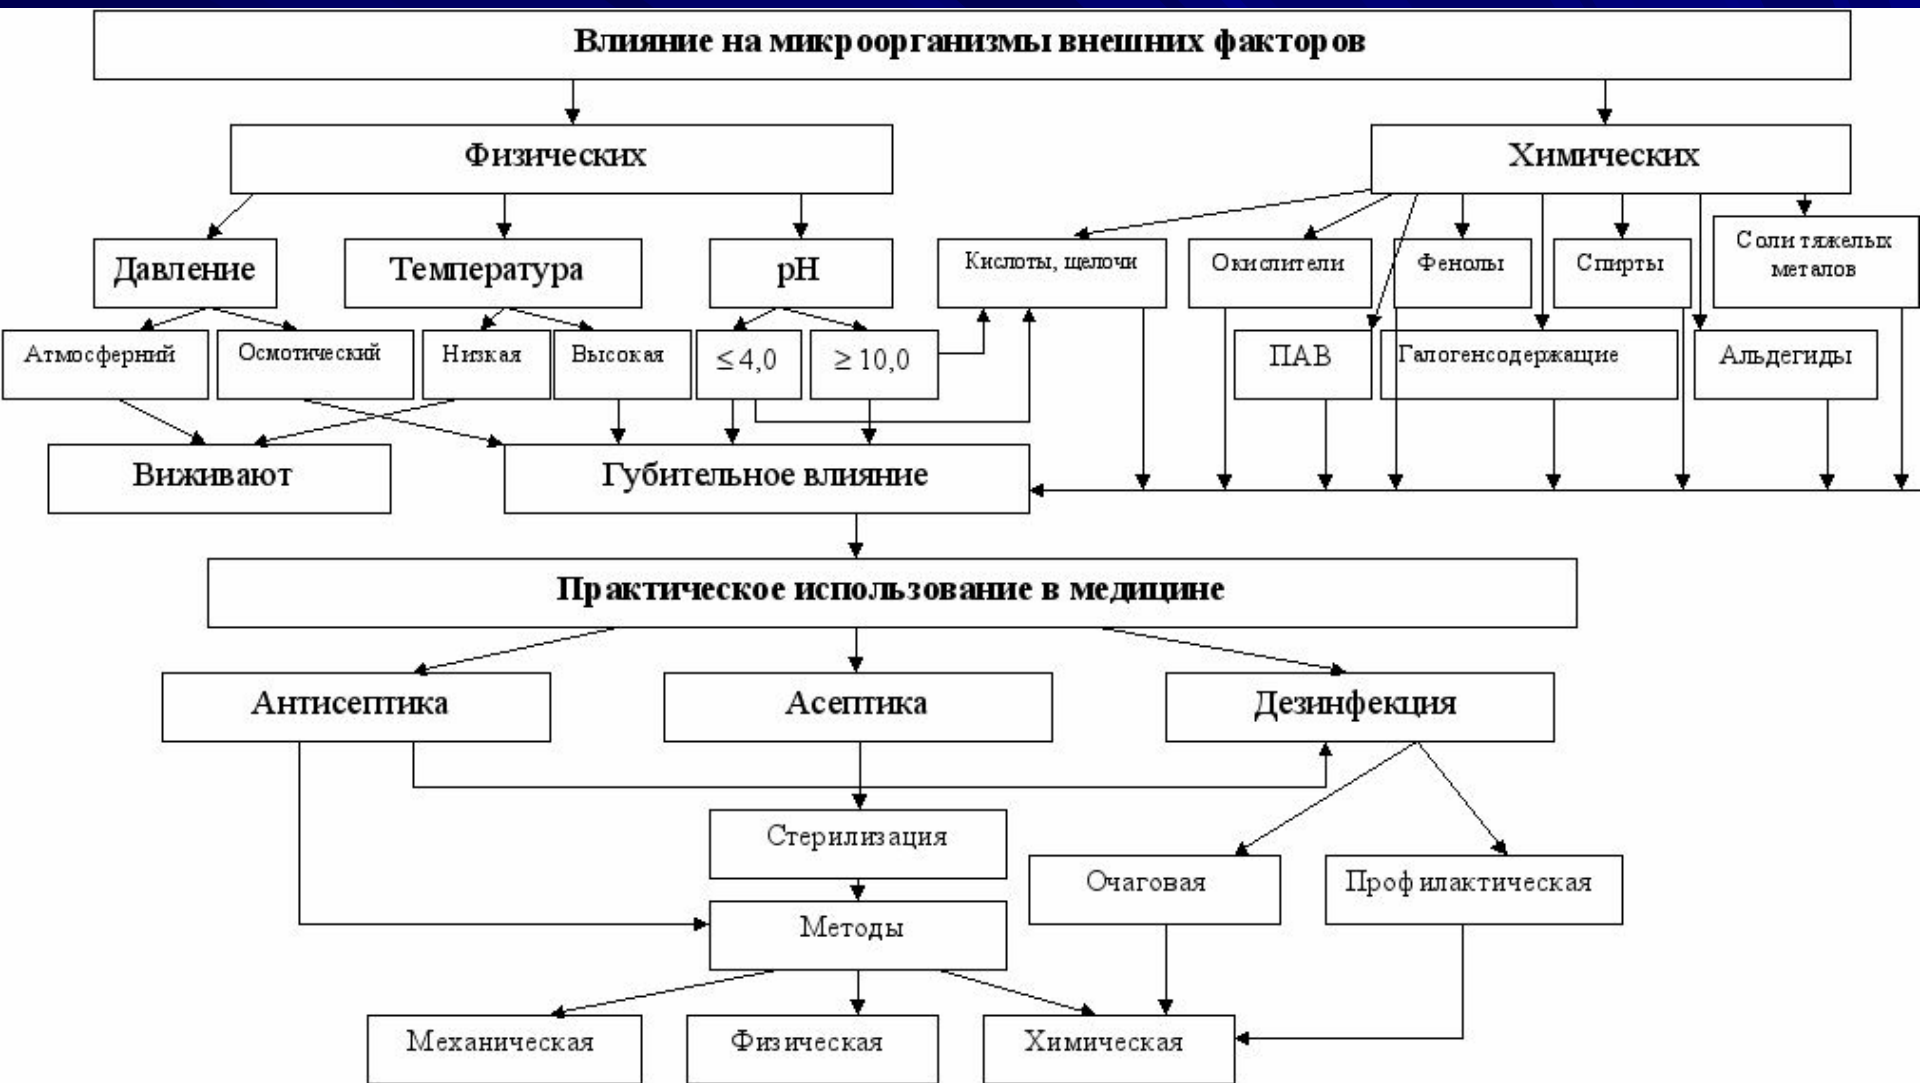 Влияние на микроорганизмы внешних факторов
Физических
Химических
Давление
Температура
pH
Кислоты, щелочи
Окислители
Фенолы
Спирты
Соли тяжелых
металов
Атмосферний
Осмотический
Низкая
Высокая
≤ 4,0
≥ 10,0
ПАВ
Галогенсодержащие
Альдегиды
Виживают
Губительное влияние
Практическое использование в медицине
Антисептика
Асептика
Дезинфекция
Стерилизация
Очаговая
Профилактическая
Методы
Механическая
Физическая
Химическая